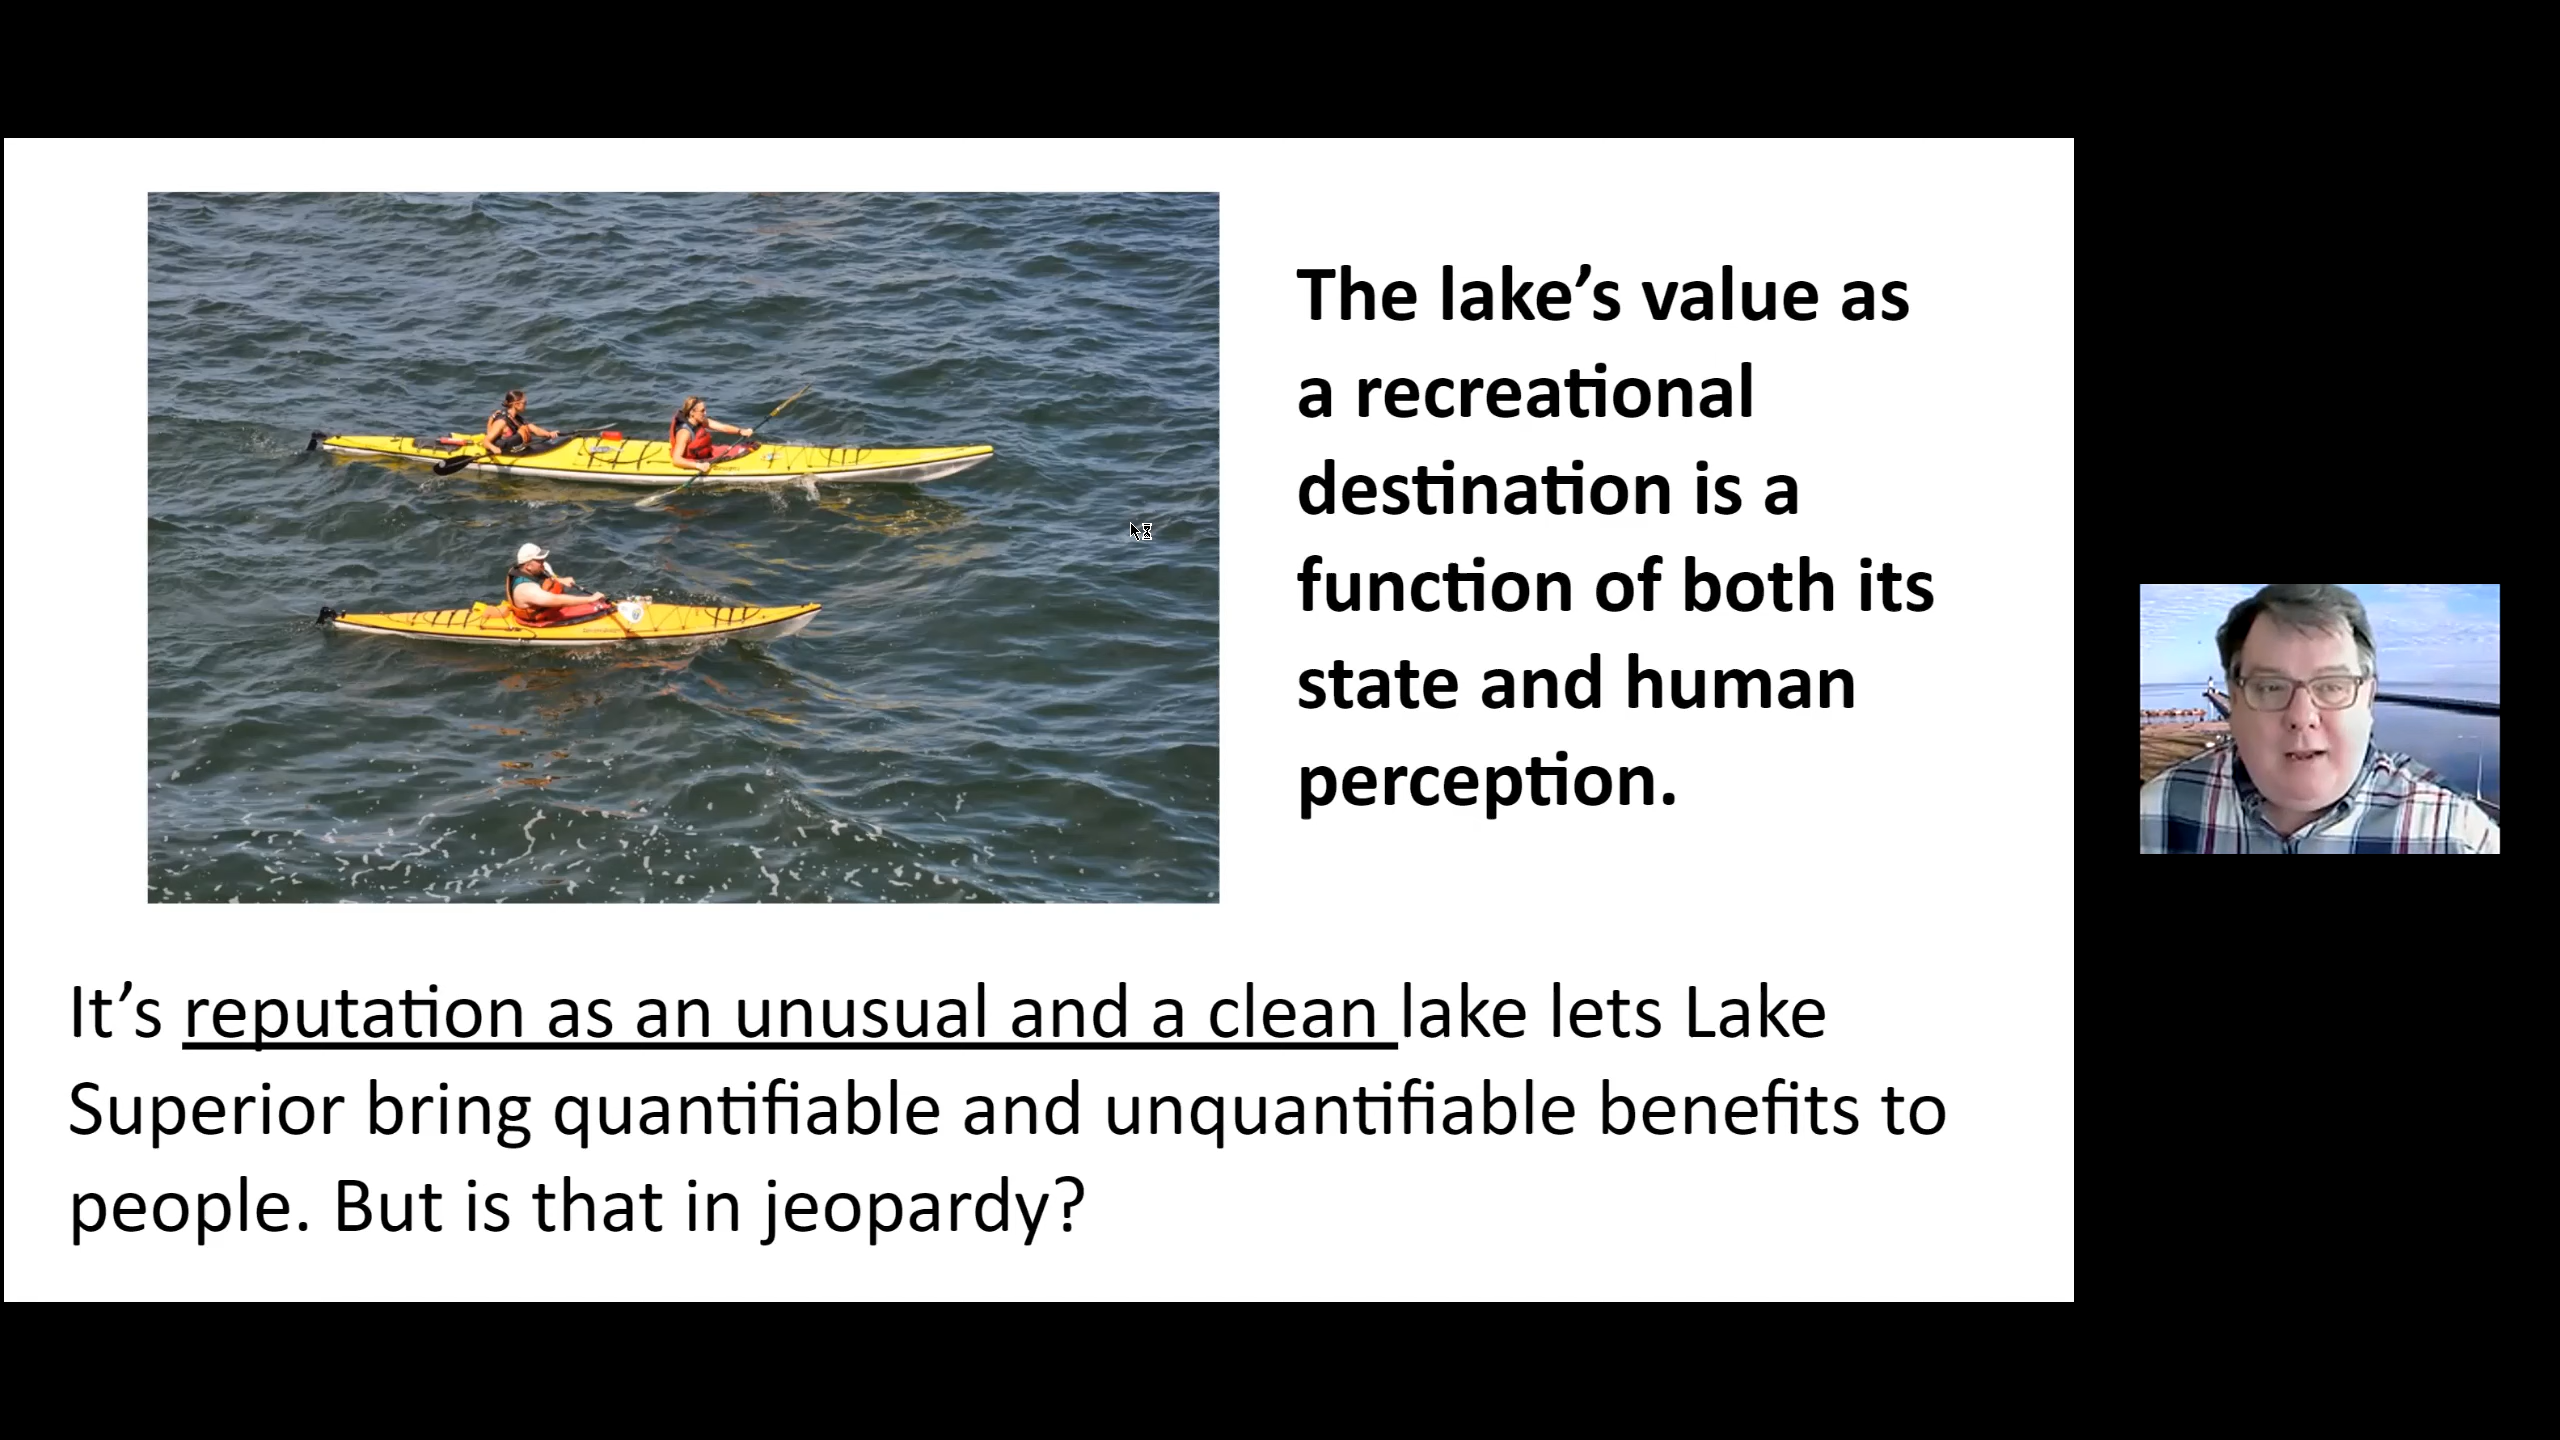 The lake’s value as
a recreational
destination is a
function of both its
state and human
perception.
It’s reputation as an unusual and a clean lake lets Lake
Superior bring quantifiable and unquantifiable benefits to
people. But is that in jeopardy?